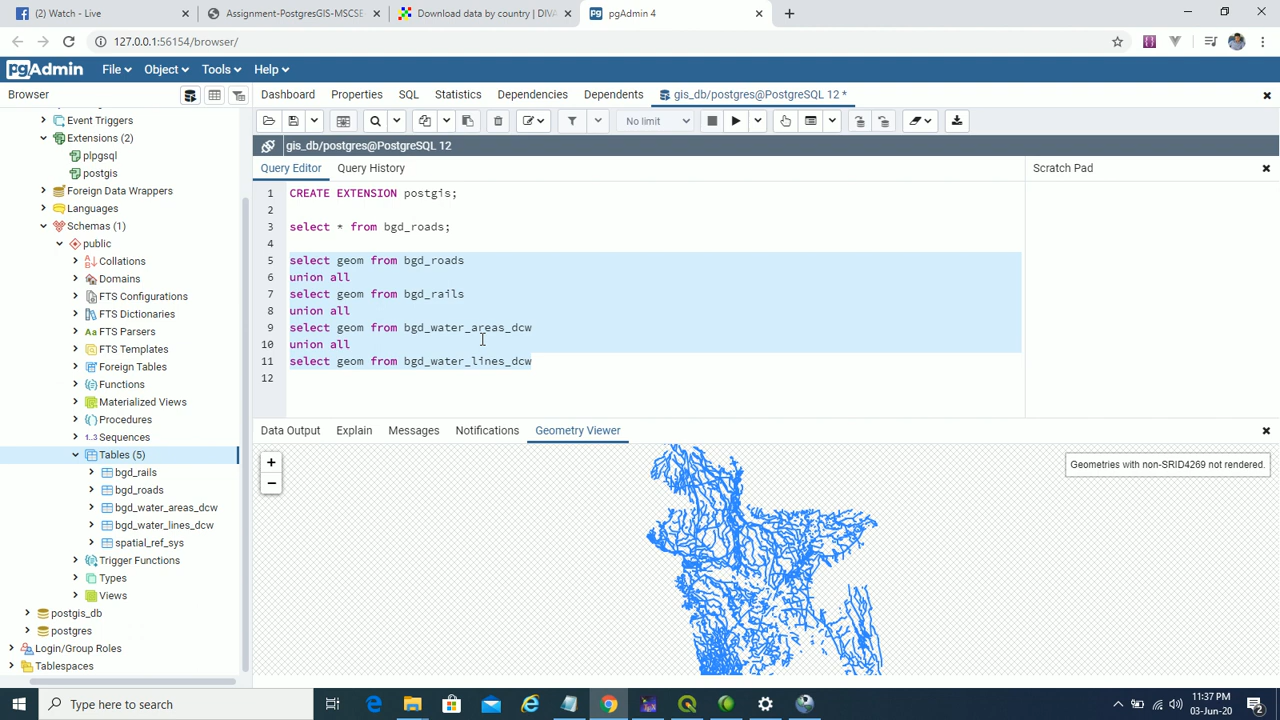 (2) Watch - Live
Assignment-PostgresGIS-MSCSE
Download data by country | DIVA
pgAdmin 4
127.0.0.1:56154/browser/
pgAdmin File Object Tools Help
Browser
Dashboard Properties SQL Statistics Dependencies Dependents gis_db/postgres@PostgreSQL 12 *
No limit
gis_db/postgres@PostgreSQL 12
Query Editor Query History
Scratch Pad
Event Triggers
Extensions (2)
plpgsql
postgis
Foreign Data Wrappers
Languages
Schemas (1)
public
Collations
Domains
FTS Configurations
FTS Dictionaries
FTS Parsers
FTS Templates
Foreign Tables
Functions
Materialized Views
Procedures
Sequences
Tables (5)
bgd_rails
bgd_roads
bgd_water_areas_dcw
bgd_water_lines_dcw
spatial_ref_sys
Trigger Functions
Types
Views
postgis_db
postgres
Login/Group Roles
Tablespaces
1 CREATE EXTENSION postgis;
2
3 select * from bgd_roads;
4
5 select geom from bgd_roads
6 union all
7 select geom from bgd_rails
8 union all
9 select geom from bgd_water_areas_dcw
10 union all
11 select geom from bgd_water_lines_dcw
12
Data Output Explain Messages Notifications Geometry Viewer
+
−
Geometries with non-SRID4269 not rendered.
Type here to search
11:37 PM
03-Jun-20
2